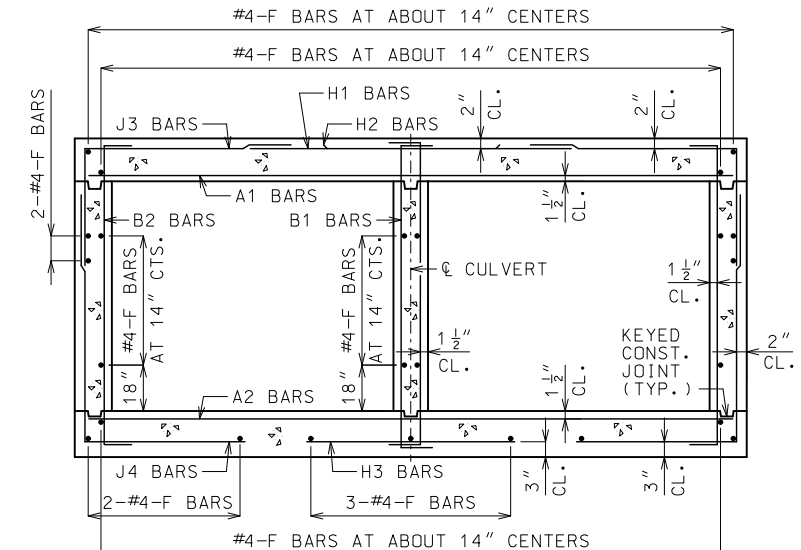 #4-F BARS AT ABOUT 14" CENTERS
#4-F BARS AT ABOUT 14" CENTERS
2-#4-F BARS
J3 BARS
H1 BARS
H2 BARS
2" CL.
2" CL.
A1 BARS
1 1/2" CL.
B2 BARS
B1 BARS
#4-F BARS
AT 14" CTS.
#4-F BARS
AT 14" CTS.
℄ CULVERT
1 1/2"
CL.
1 1/2"
CL.
KEYED
CONST.
JOINT
(TYP.)
2"
CL.
18"
18"
A2 BARS
1 1/2" CL.
J4 BARS
H3 BARS
3" CL.
3" CL.
2-#4-F BARS
3-#4-F BARS
#4-F BARS AT ABOUT 14" CENTERS